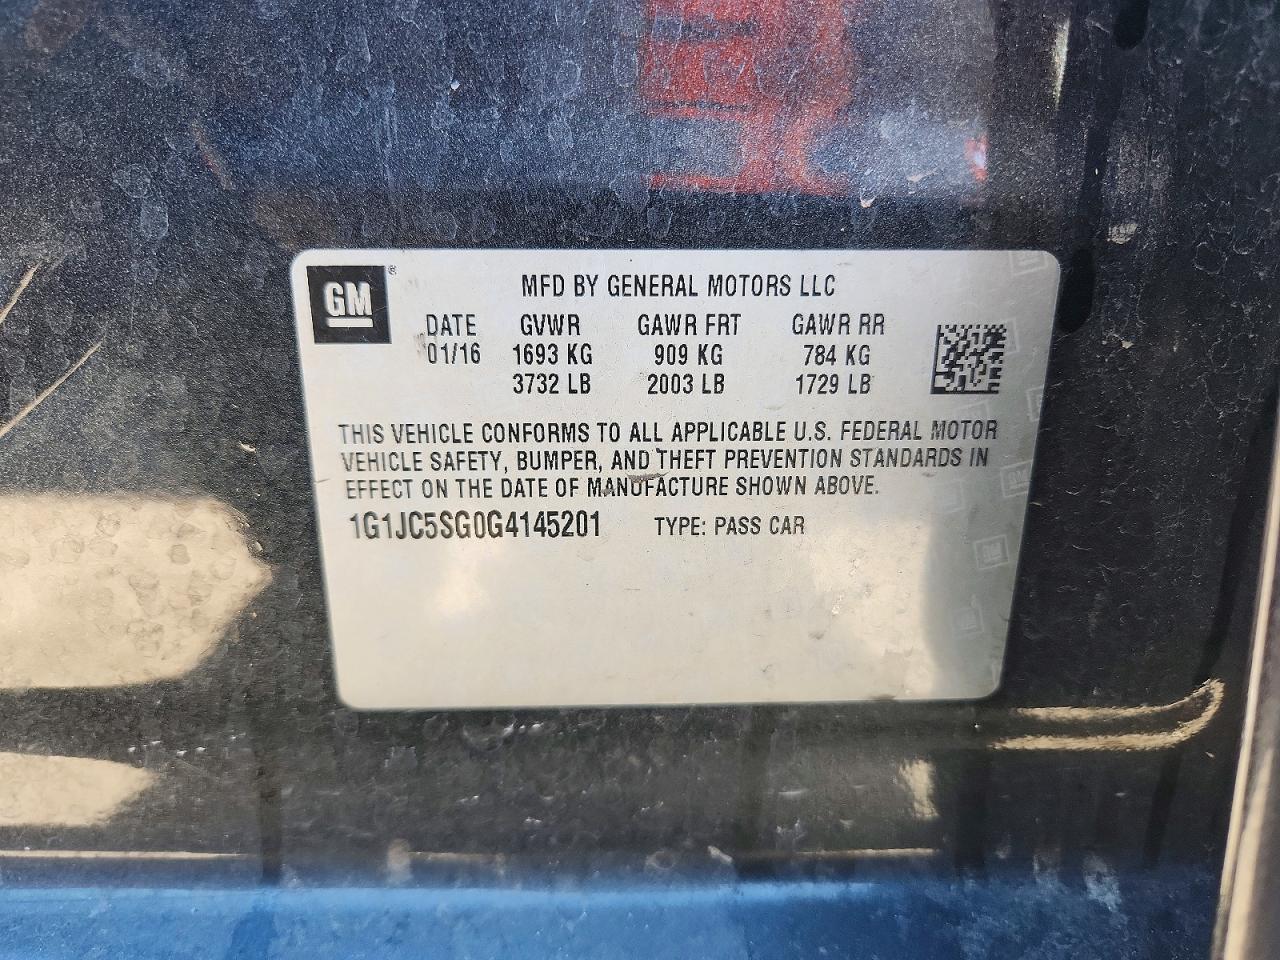 GM®
MFD BY GENERAL MOTORS LLC
DATE GVWR GAWR FRT GAWR RR
01/16 1693 KG 909 KG 784 KG
3732 LB 2003 LB 1729 LB
THIS VEHICLE CONFORMS TO ALL APPLICABLE U.S. FEDERAL MOTOR
VEHICLE SAFETY, BUMPER, AND THEFT PREVENTION STANDARDS IN
EFFECT ON THE DATE OF MANUFACTURE SHOWN ABOVE.
1G1JC5SG0G4145201 TYPE: PASS CAR